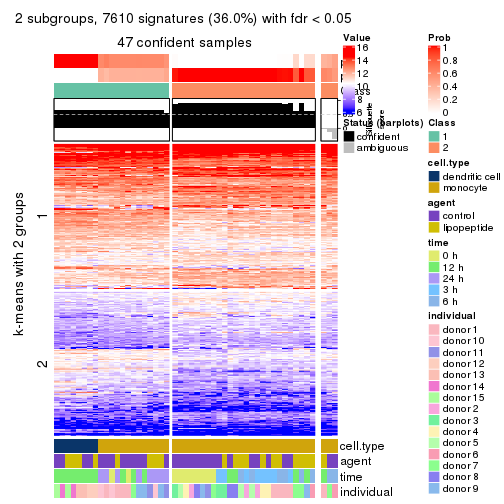 2 subgroups, 7610 signatures (36.0%) with fdr < 0.05
47 confident samples
k-means with 2 groups
1
2
Value
16
14
12
10
8
6
Prob
1
0.8
0.6
0.4
0.2
0
Status (barplots)
confident
ambiguous
Silhouette
score
Class
1
2
cell.type
dendritic cell
monocyte
agent
control
lipopeptide
time
0 h
12 h
24 h
3 h
6 h
individual
donor 1
donor 10
donor 11
donor 12
donor 13
donor 14
donor 15
donor 2
donor 3
donor 4
donor 5
donor 6
donor 7
donor 8
donor 9
cell.type
agent
time
individual